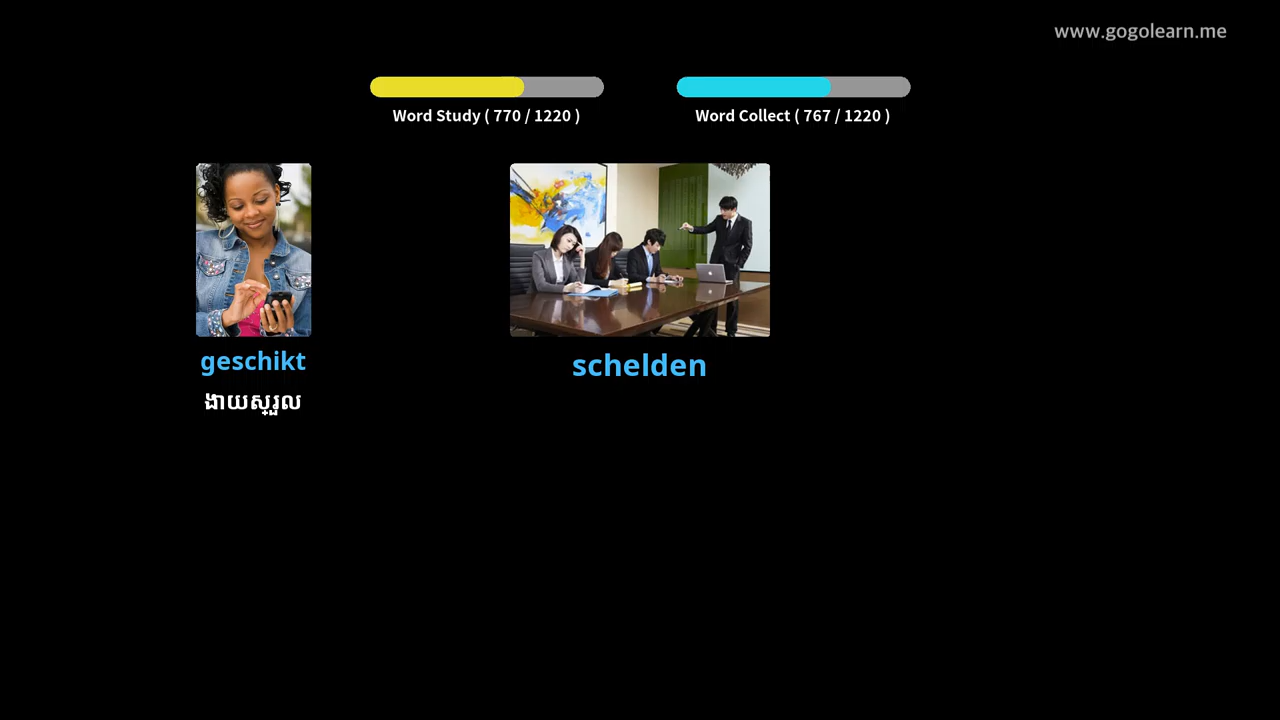 www.gogolearn.me
Word Study ( 770 / 1220 )
Word Collect ( 767 / 1220 )
geschikt
ងាយស្រួល
schelden